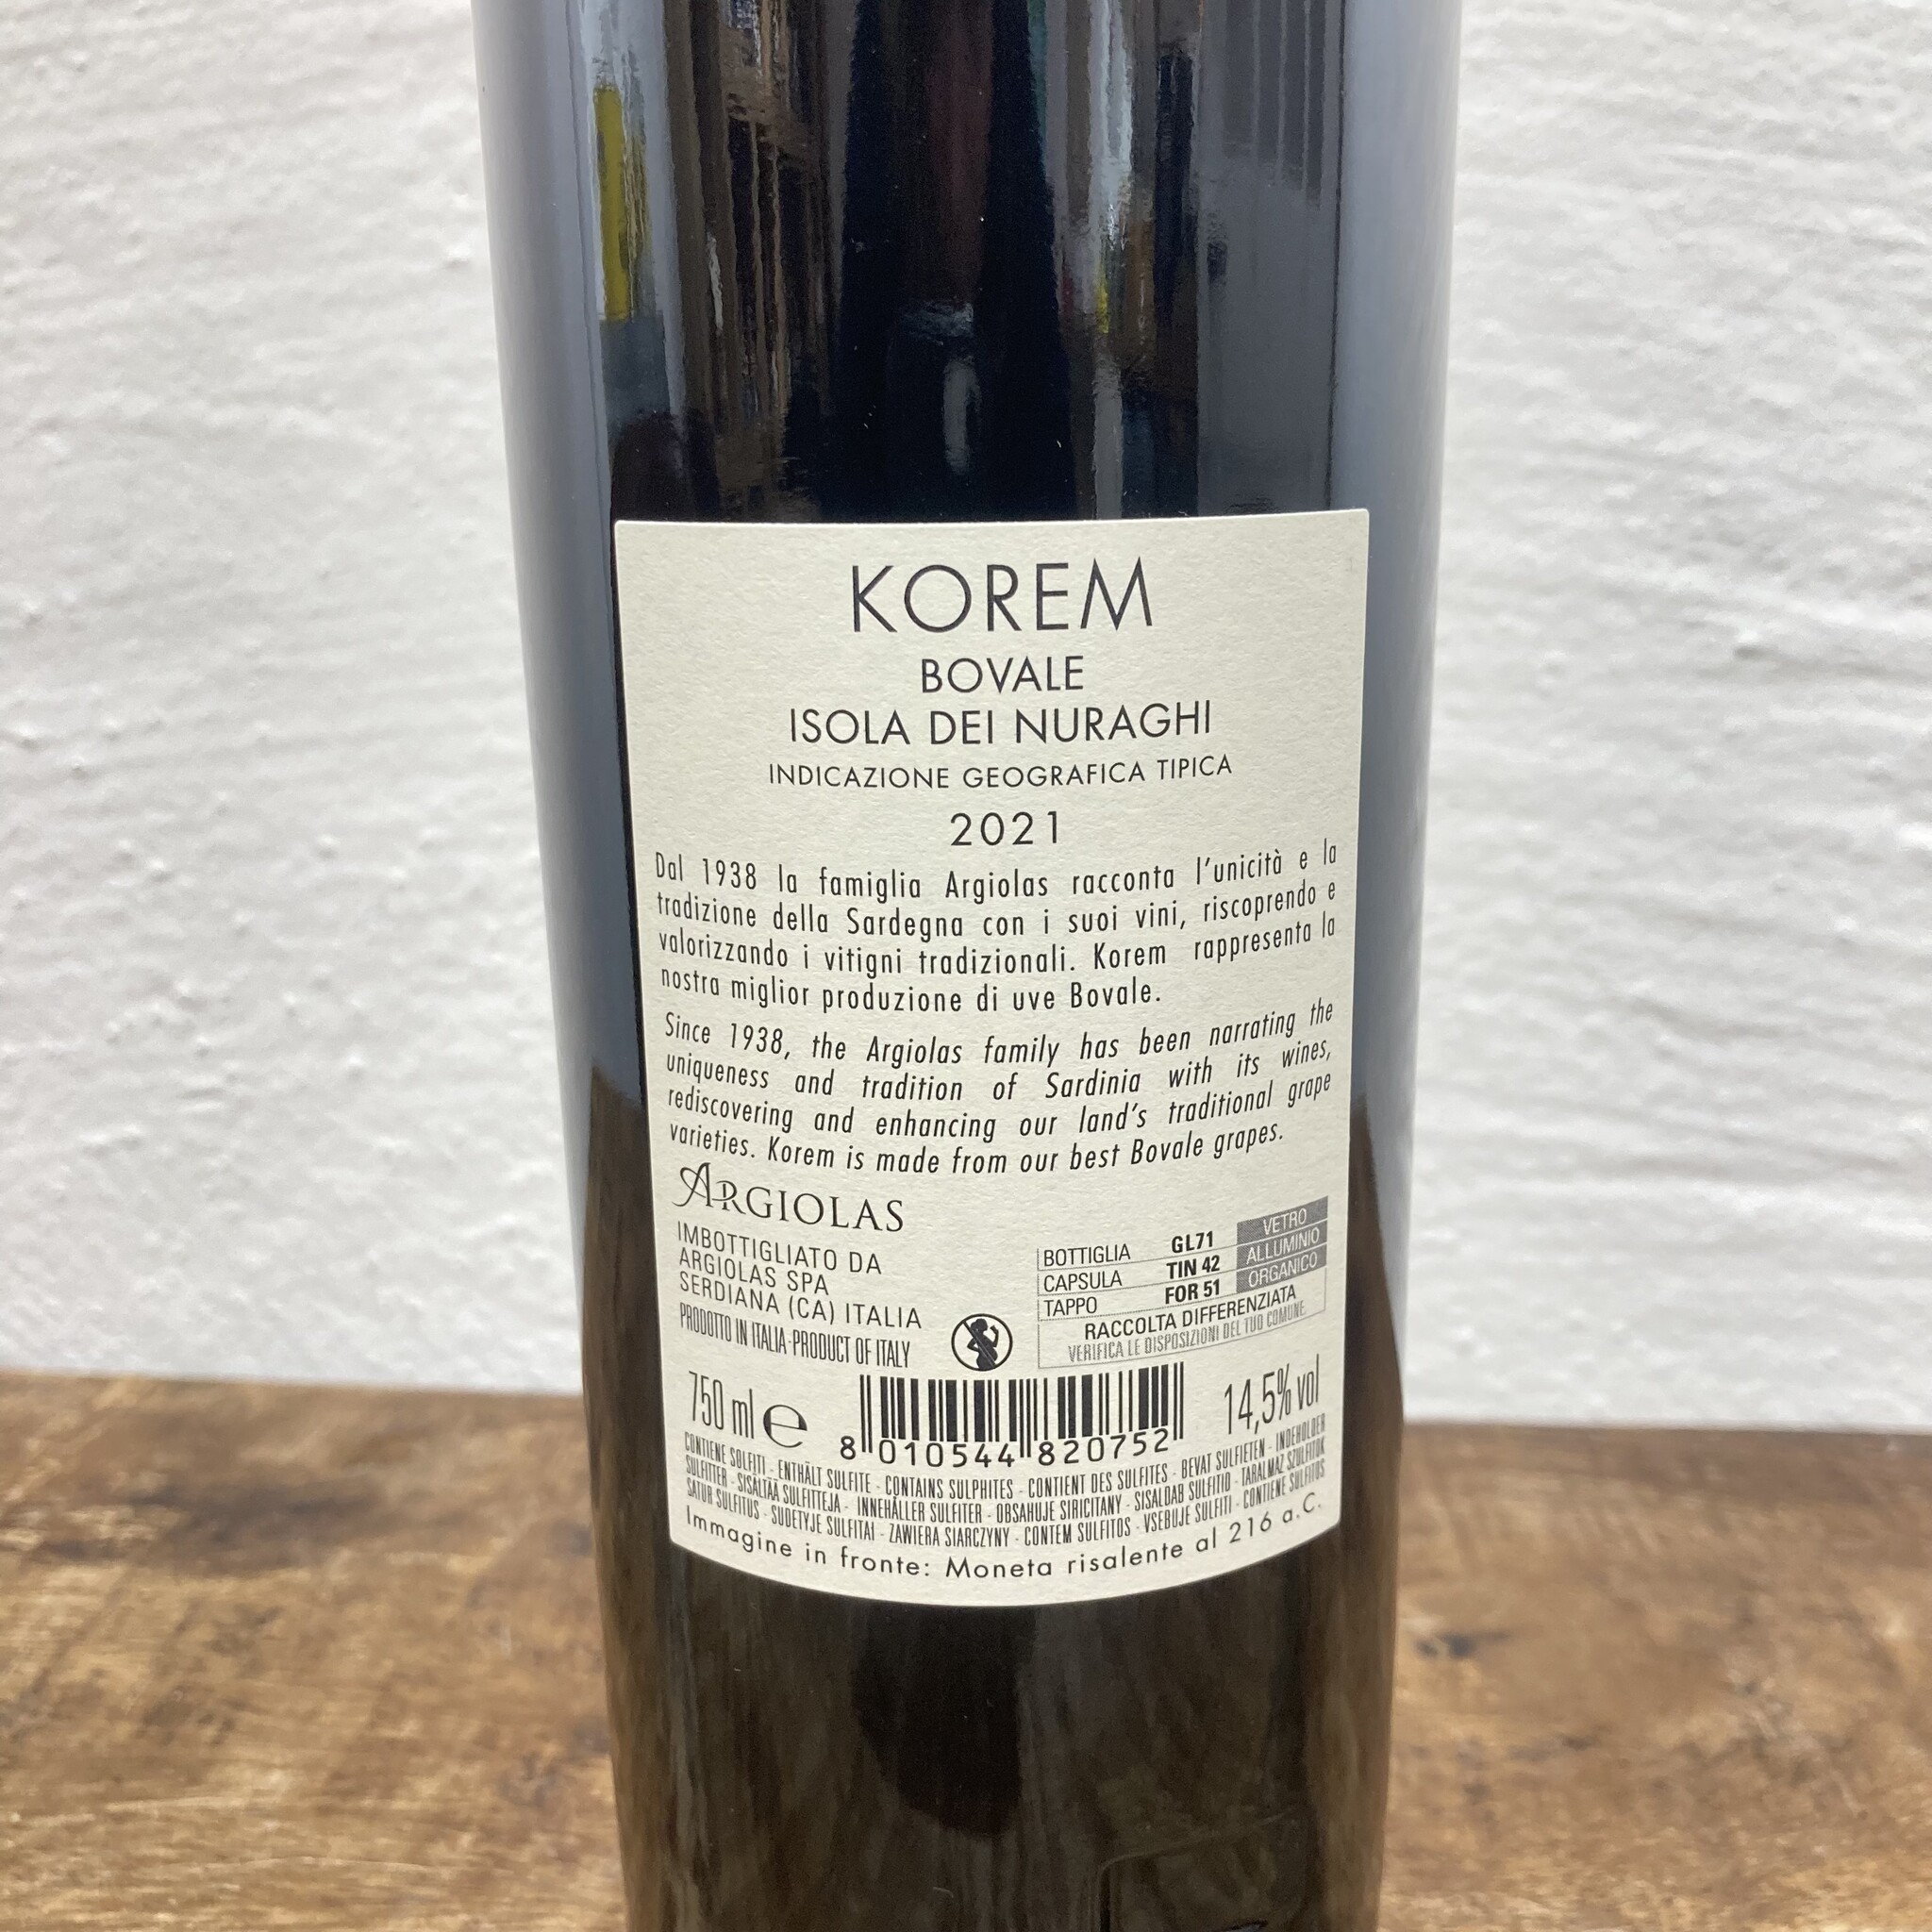 KOREM
BOVALE
ISOLA DEI NURAGHI
INDICAZIONE GEOGRAFICA TIPICA
2021
Dal 1938 la famiglia Argiolas racconta l'unicità e la
tradizione della Sardegna con i suoi vini, riscoprendo e
valorizzando i vitigni tradizionali. Korem rappresenta la
nostra miglior produzione di uve Bovale.
Since 1938, the Argiolas family has been narrating the
uniqueness and tradition of Sardinia with its wines,
rediscovering and enhancing our land's traditional grape
varieties. Korem is made from our best Bovale grapes.
ARGIOLAS
IMBOTTIGLIATO DA
ARGIOLAS SPA
SERDIANA (CA) ITALIA
PRODOTTO IN ITALIA-PRODUCT OF ITALY
BOTTIGLIA GL71 VETRO
CAPSULA TIN 42 ALLUMINIO
TAPPO FOR 51 ORGANICO
RACCOLTA DIFFERENZIATA
VERIFICA LE DISPOSIZIONI DEL TUO COMUNE
750 ml e
8 010544 820752
14,5% vol
CONTIENE SOLFITI - ENTHÄLT SULFITE - CONTAINS SULPHITES - CONTIENT DES SULFITES - BEVAT SULFIETEN - INDEHOLDER
SULFITTER - SISÄLTÄÄ SULFITTEJA - INNEHÅLLER SULFITER - OBSAHUJE SIRICITANY - SISALDAB SULFITID - TARALMAZ SZULFITOK
SATUR SULFITUS - SUDETYJE SULFITAI - ZAWIERA SIARCZYNY - CONTEM SULFITOS - VSEBUJE SULFITI - CONTIENE SULFITOS
Immagine in fronte: Moneta risalente al 216 a.C.